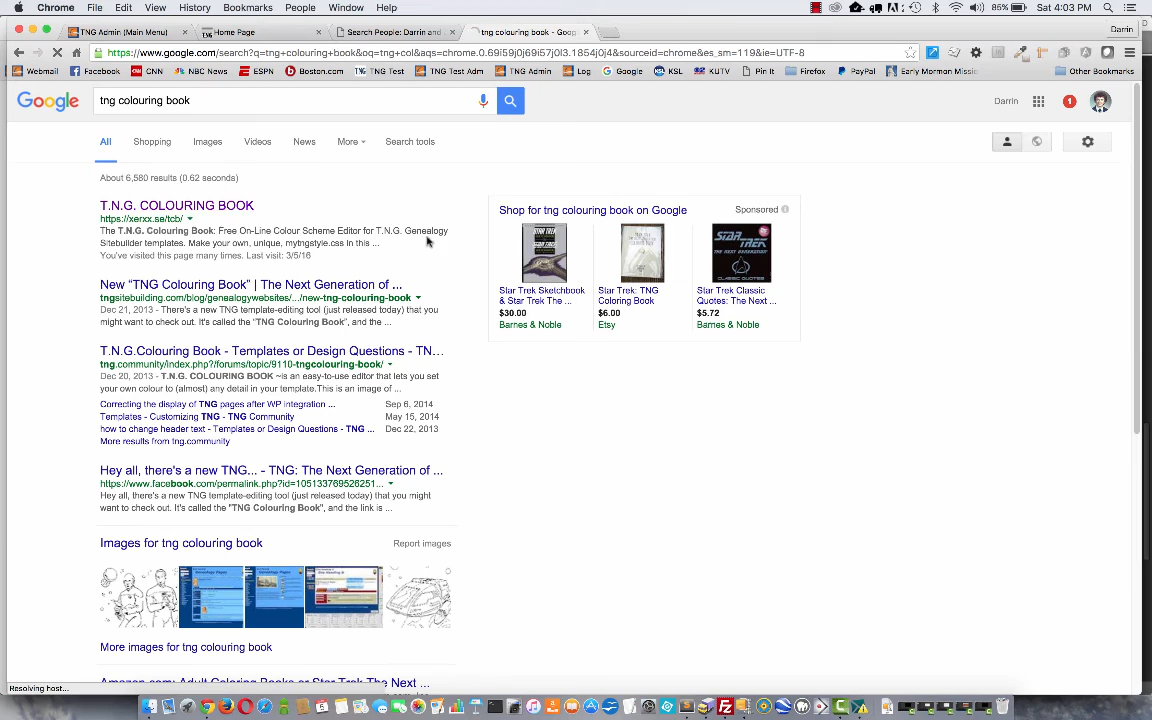 Chrome File Edit View History Bookmarks People Window Help 85% Sat 4:03 PM
TNG Admin (Main Menu) Home Page Search People: Darrin and tng colouring book - Goo Darrin
https://www.google.com/search?q=tng+colouring+book&oq=tng+col&aqs=chrome.0.69i59j0j69i57j0l3.1854j0j4&sourceid=chrome&es_sm=119&ie=UTF-8
Webmail Facebook CNN NBC News ESPN Boston.com TNG Test TNG Test Adm TNG Admin Log Google KSL KUTV Pin It Firefox PayPal Early Mormon Missi Other Bookmarks
Google tng colouring book Darrin 1
All Shopping Images Videos News More Search tools
About 6,580 results (0.62 seconds)
T.N.G. COLOURING BOOK
https://xerxx.se/tcb/
The T.N.G. Colouring Book: Free On-Line Colour Scheme Editor for T.N.G. Genealogy
Sitebuilder templates. Make your own, unique, mytngstyle.css in this ...
You've visited this page many times. Last visit: 3/5/16
New "TNG Colouring Book" | The Next Generation of ...
tngsitebuilding.com/blog/genealogywebsites/.../new-tng-colouring-book
Dec 21, 2013 - There's a new TNG template-editing tool (just released today) that you
might want to check out. It's called the "TNG Colouring Book", and the ...
T.N.G.Colouring Book - Templates or Design Questions - TN...
tng.community/index.php?/forums/topic/9110-tngcolouring-book/
Dec 20, 2013 - T.N.G. COLOURING BOOK ~is an easy-to-use editor that lets you set
your own colour to (almost) any detail in your template.This is an image of ...
Correcting the display of TNG pages after WP integration ... Sep 6, 2014
Templates - Customizing TNG - TNG Community May 15, 2014
how to change header text - Templates or Design Questions - TNG ... Dec 22, 2013
More results from tng.community
Hey all, there's a new TNG... - TNG: The Next Generation of ...
https://www.facebook.com/permalink.php?id=105133769526251...
Hey all, there's a new TNG template-editing tool (just released today) that you might
want to check out. It's called the "TNG Colouring Book", and the link is ...
Images for tng colouring book Report images
More images for tng colouring book
Amazon.com: Adult Coloring Books: Star Trek The Next ...
Shop for tng colouring book on Google Sponsored
Star Trek Sketchbook
& Star Trek The ...
$30.00
Barnes & Noble
Star Trek: TNG
Coloring Book
$6.00
Etsy
Star Trek Classic
Quotes: The Next ...
$5.72
Barnes & Noble
Resolving host...